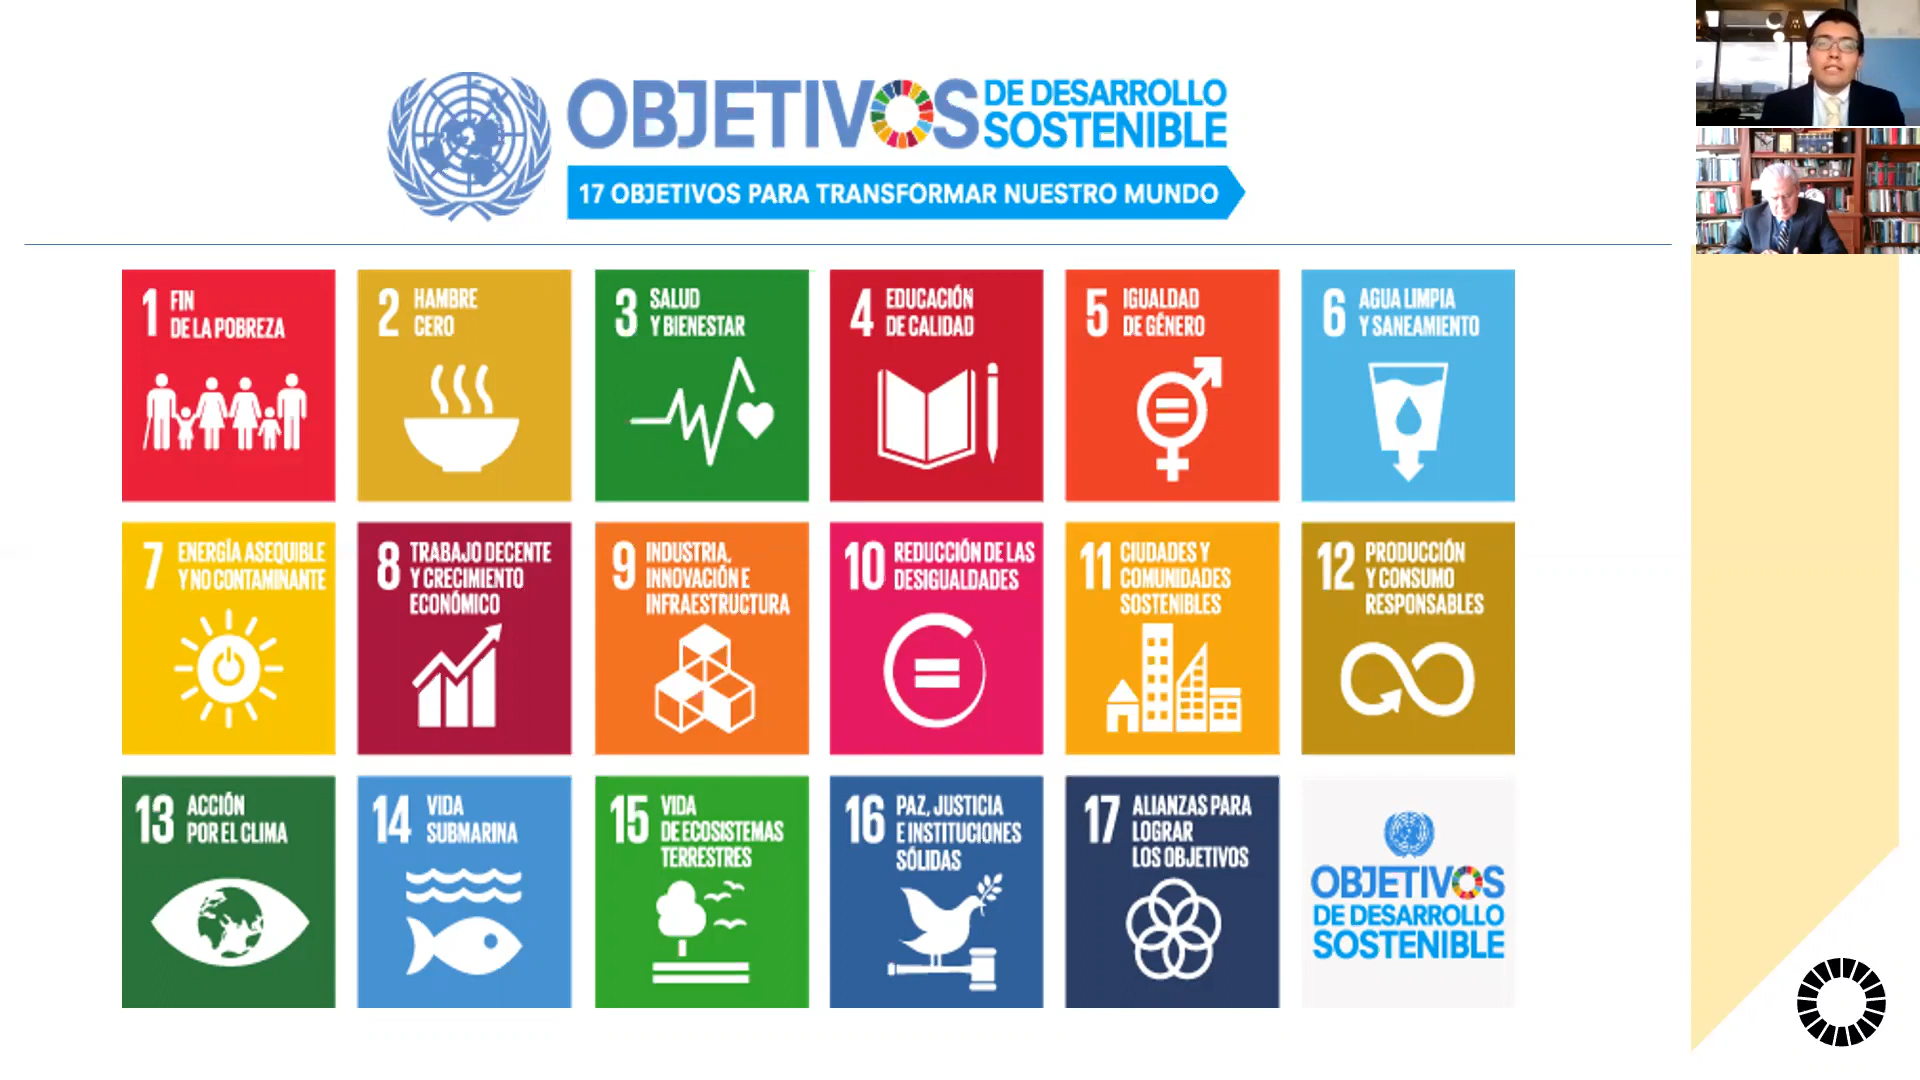 OBJETIVOS
DE DESARROLLO
SOSTENIBLE
17 OBJETIVOS PARA TRANSFORMAR NUESTRO MUNDO
1 FIN
DE LA POBREZA
2 HAMBRE
CERO
3 SALUD
Y BIENESTAR
4 EDUCACIÓN
DE CALIDAD
5 IGUALDAD
DE GÉNERO
6 AGUA LIMPIA
Y SANEAMIENTO
7 ENERGÍA ASEQUIBLE
Y NO CONTAMINANTE
8 TRABAJO DECENTE
Y CRECIMIENTO
ECONÓMICO
9 INDUSTRIA,
INNOVACIÓN E
INFRAESTRUCTURA
10 REDUCCIÓN DE LAS
DESIGUALDADES
11 CIUDADES Y
COMUNIDADES
SOSTENIBLES
12 PRODUCCIÓN
Y CONSUMO
RESPONSABLES
13 ACCIÓN
POR EL CLIMA
14 VIDA
SUBMARINA
15 VIDA
DE ECOSISTEMAS
TERRESTRES
16 PAZ, JUSTICIA
E INSTITUCIONES
SÓLIDAS
17 ALIANZAS PARA
LOGRAR
LOS OBJETIVOS
OBJETIVOS
DE DESARROLLO
SOSTENIBLE